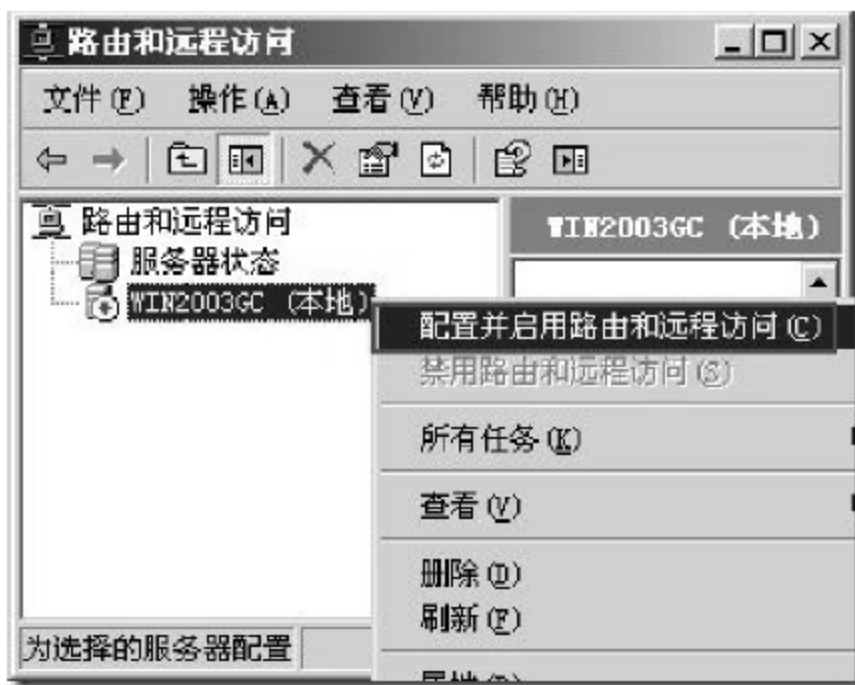 路由和远程访问
文件(F) 操作(A) 查看(V) 帮助(H)
路由和远程访问
服务器状态
WIN2003GC (本地)
WIN2003GC (本地)
配置并启用路由和远程访问(C)
禁用路由和远程访问(S)
所有任务(K)
查看(V)
删除(D)
刷新(F)
为选择的服务器配置